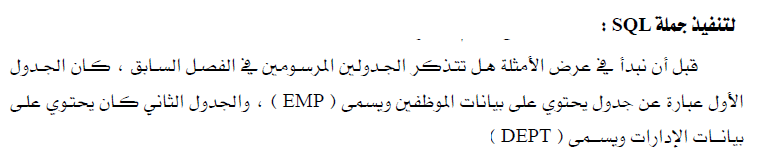 لتنفيذ جملة SQL :
قبل أن نبدأ في عرض الأمثلة هل تتذكر الجدولين المرسومين في الفصل السابق ، كان الجدول
الأول عبارة عن جدول يحتوي على بيانات الموظفين ويسمى ( EMP ) ، والجدول الثاني كان يحتوي على
بيانات الإدارات ويسمى ( DEPT )